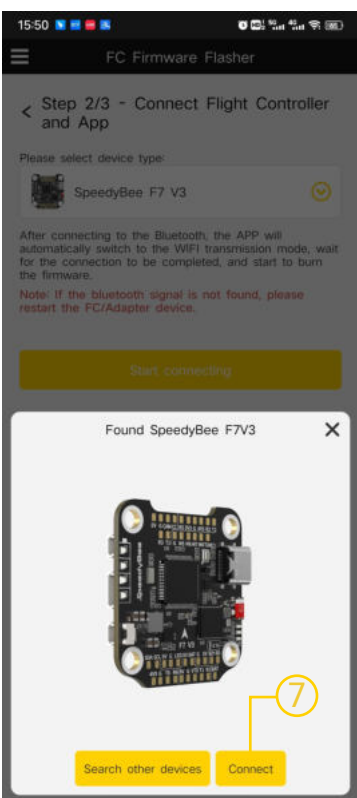 15:50
FC Firmware Flasher
Step 2/3 - Connect Flight Controller
and App
Please select device type:
SpeedyBee F7 V3
After connecting to the Bluetooth, the APP will
automatically switch to the WIFI transmission mode, wait
for the connection to be completed, and start to burn
the firmware.
Note: If the bluetooth signal is not found, please
restart the FC/Adapter device.
Start connecting
Found SpeedyBee F7V3
SpeedyBee
F7 V3
7
Search other devices
Connect